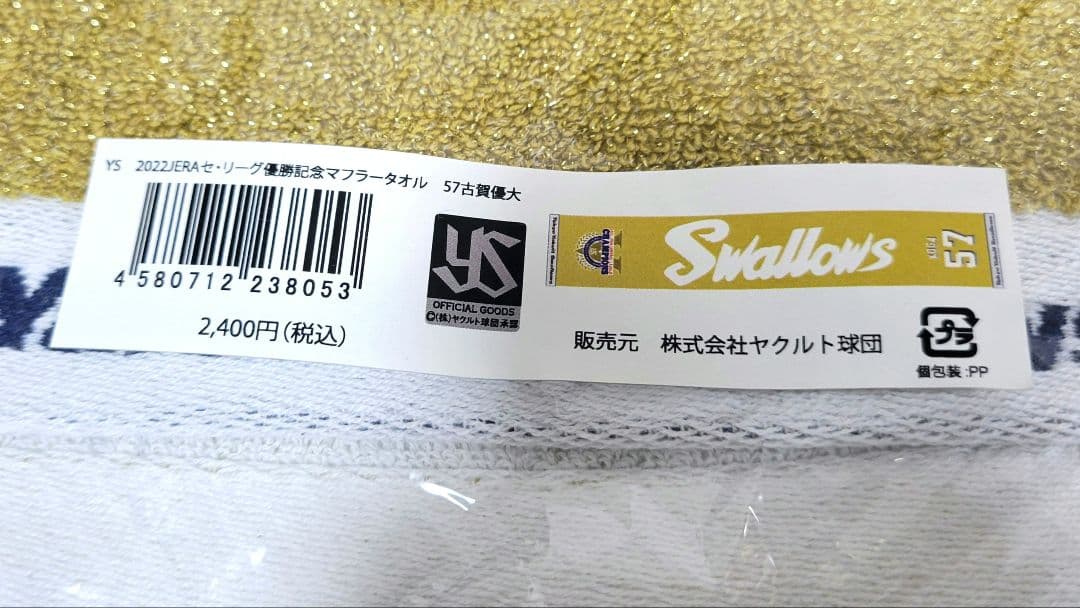 YS 2022JERAセ・リーグ優勝記念マフラータオル 57古賀優大
4 580712 238053
2,400円(税込)
YS
OFFICIAL GOODS
©(株)ヤクルト球団承認
CHAMPIONS
Swallows
57
販売元 株式会社ヤクルト球団
プラ
個包装:PP